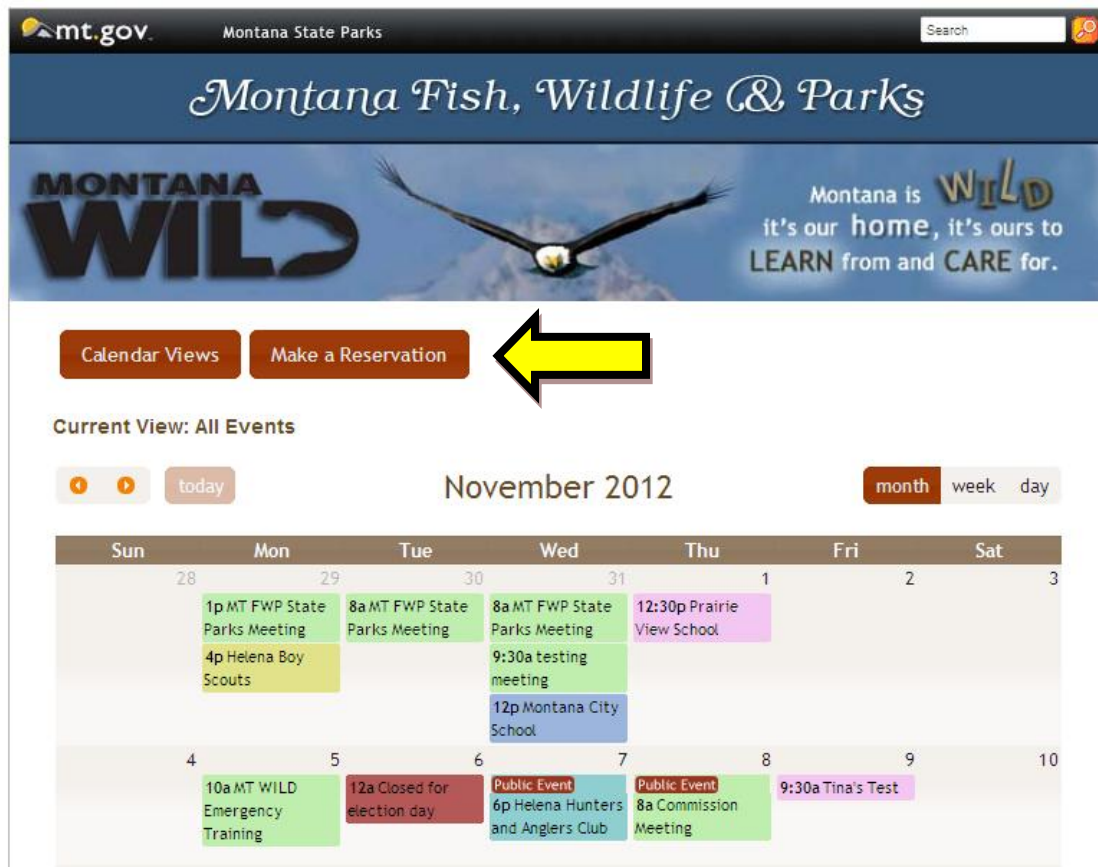 mt.gov Montana State Parks Search
Montana Fish, Wildlife & Parks
MONTANA
WILD
Montana is WILD
it's our home, it's ours to
LEARN from and CARE for.
Calendar Views Make a Reservation
Current View: All Events
today November 2012 month week day
Sun Mon Tue Wed Thu Fri Sat
28 29 30 31 1 2 3
1p MT FWP State
Parks Meeting
4p Helena Boy
Scouts
8a MT FWP State
Parks Meeting
8a MT FWP State
Parks Meeting
9:30a testing
meeting
12p Montana City
School
12:30p Prairie
View School
4 5 6 7 8 9 10
10a MT WILD
Emergency
Training
12a Closed for
election day
Public Event
6p Helena Hunters
and Anglers Club
Public Event
8a Commission
Meeting
9:30a Tina's Test